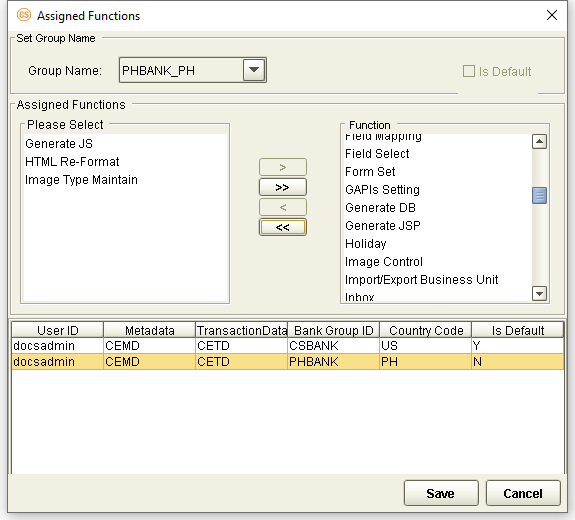 CS Assigned Functions
Set Group Name
Group Name: PHBANK_PH Is Default
Assigned Functions
Please Select
Generate JS
HTML Re-Format
Image Type Maintain
>
>>
<
<<
Function
Field Mapping
Field Select
Form Set
GAPIs Setting
Generate DB
Generate JSP
Holiday
Image Control
Import/Export Business Unit
Inbox
User ID Metadata TransactionData Bank Group ID Country Code Is Default
docsadmin CEMD CETD CSBANK US Y
docsadmin CEMD CETD PHBANK PH N
Save Cancel